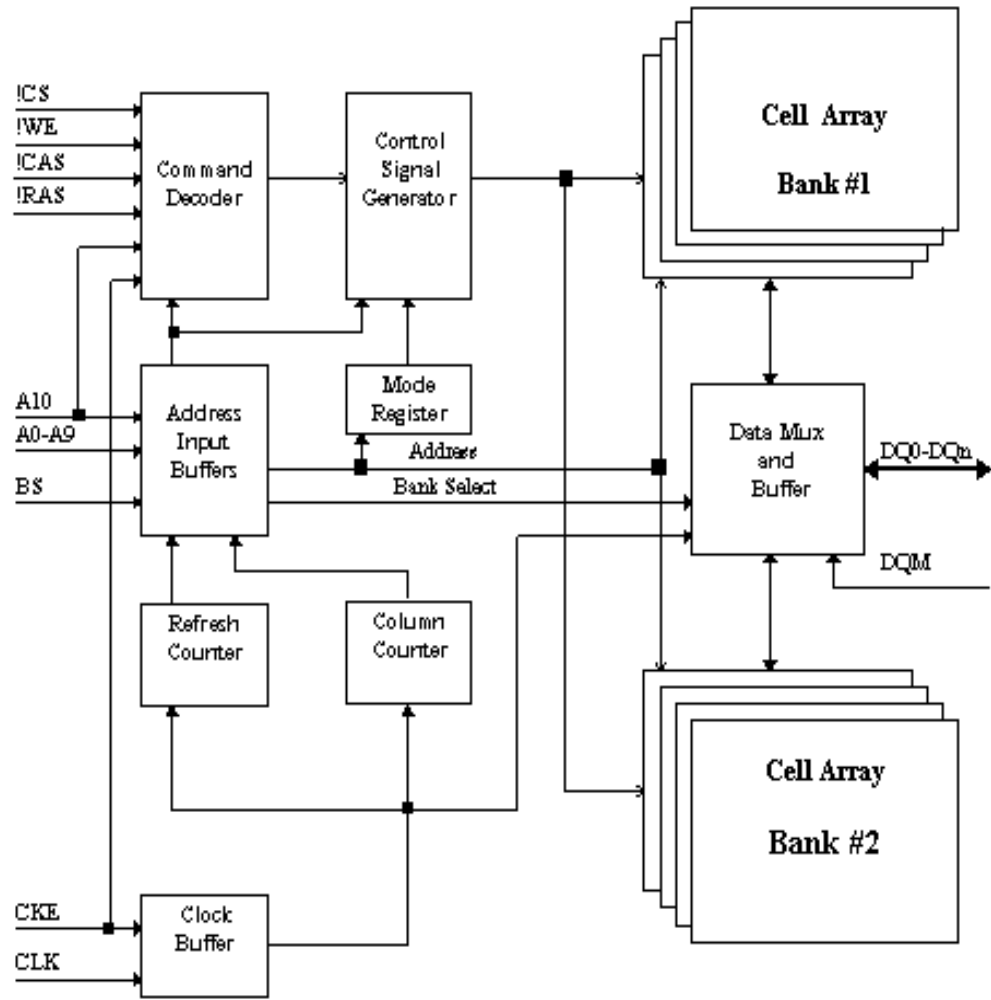 !CS
!WE
!CAS
!RAS
Command
Decoder
Control
Signal
Generator
Cell Array
Bank #1
A10
A0-A9
BS
Address
Input
Buffers
Mode
Register
Address
Bank Select
Data Mux
and
Buffer
DQ0-DQn
DQM
Refresh
Counter
Column
Counter
Cell Array
Bank #2
CKE
CLK
Clock
Buffer